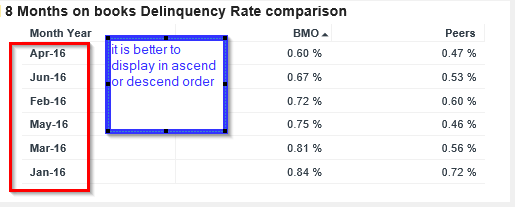 8 Months on books Delinquency Rate comparison
Month Year BMO Peers
Apr-16 0.60 % 0.47 %
Jun-16 0.67 % 0.53 %
Feb-16 0.72 % 0.60 %
May-16 0.75 % 0.46 %
Mar-16 0.81 % 0.56 %
Jan-16 0.84 % 0.72 %
it is better to
display in ascend
or descend order